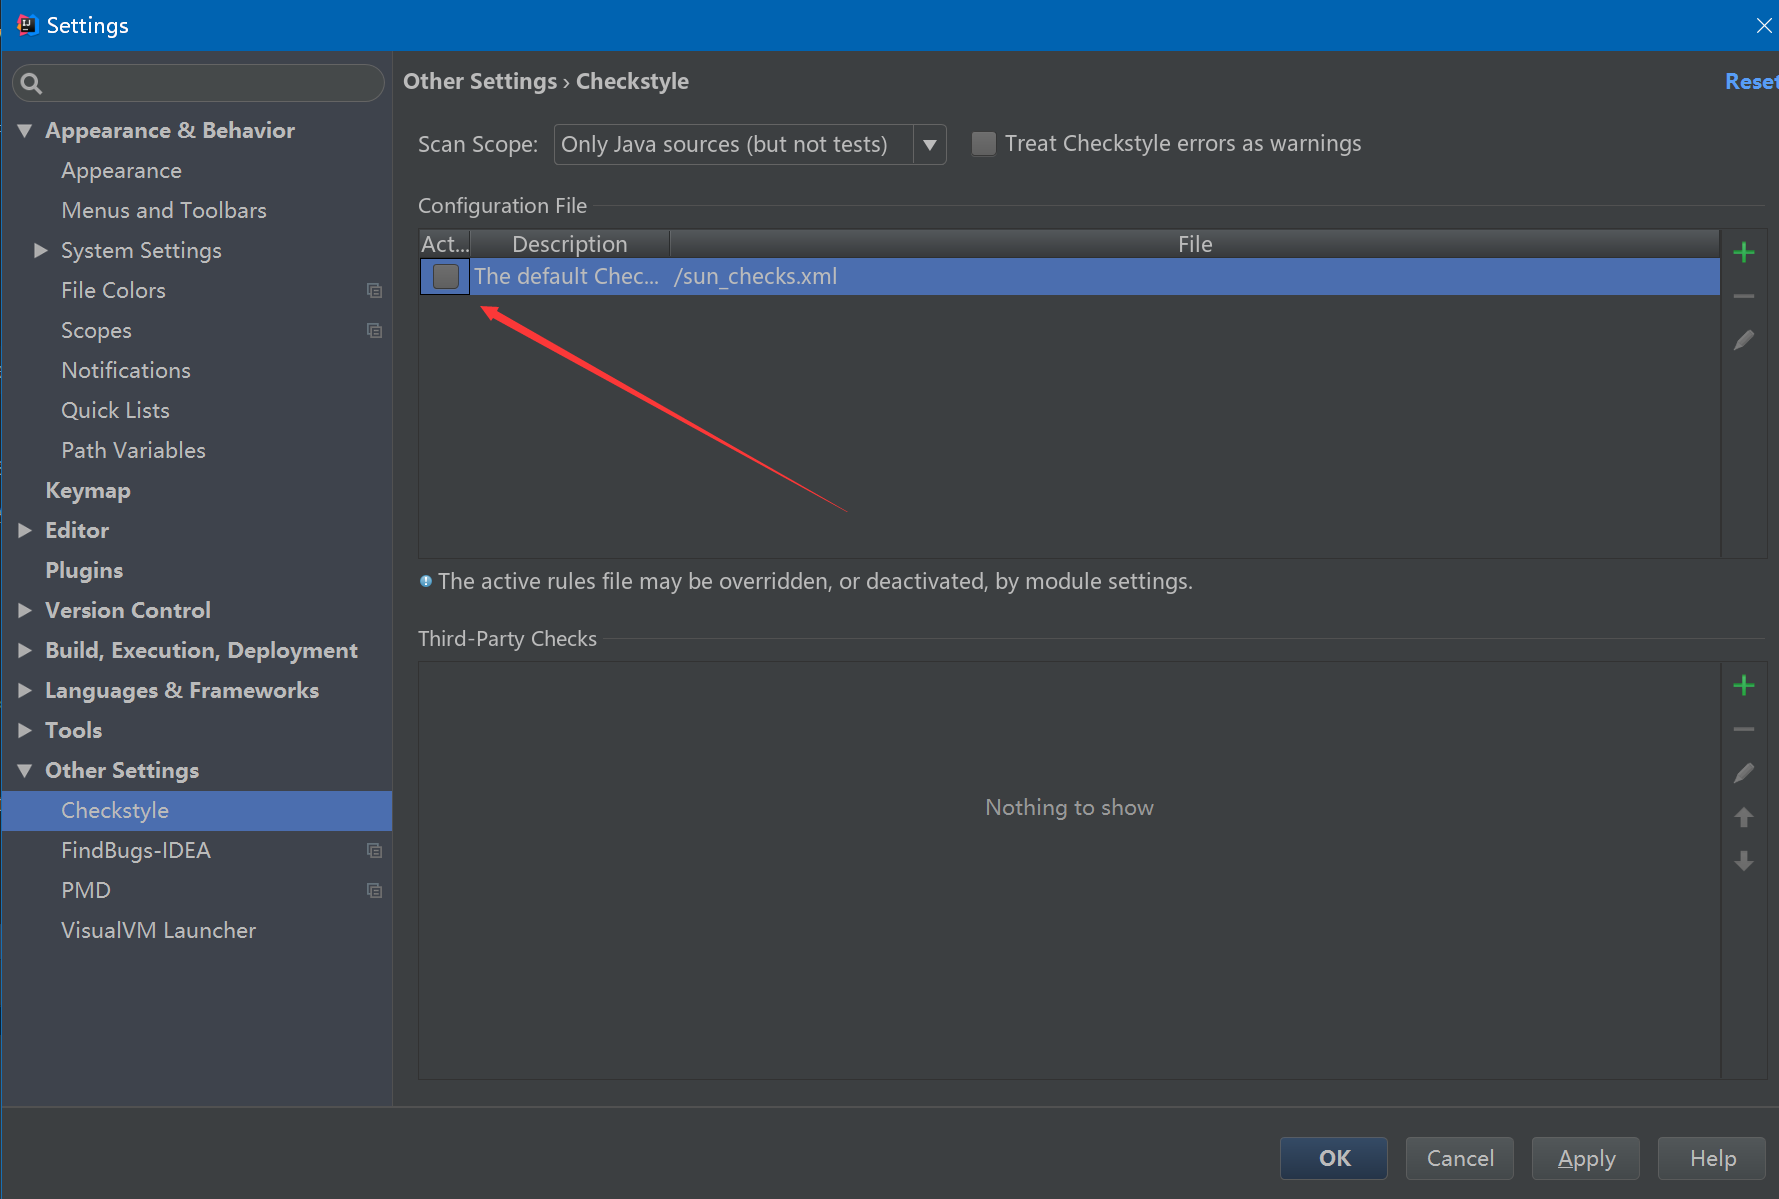 Settings
Other Settings › Checkstyle
Reset
Appearance & Behavior
Appearance
Menus and Toolbars
System Settings
File Colors
Scopes
Notifications
Quick Lists
Path Variables
Keymap
Editor
Plugins
Version Control
Build, Execution, Deployment
Languages & Frameworks
Tools
Other Settings
Checkstyle
FindBugs-IDEA
PMD
VisualVM Launcher
Scan Scope: Only Java sources (but not tests) Treat Checkstyle errors as warnings
Configuration File
Act... Description File
The default Chec... /sun_checks.xml
The active rules file may be overridden, or deactivated, by module settings.
Third-Party Checks
Nothing to show
OK Cancel Apply Help